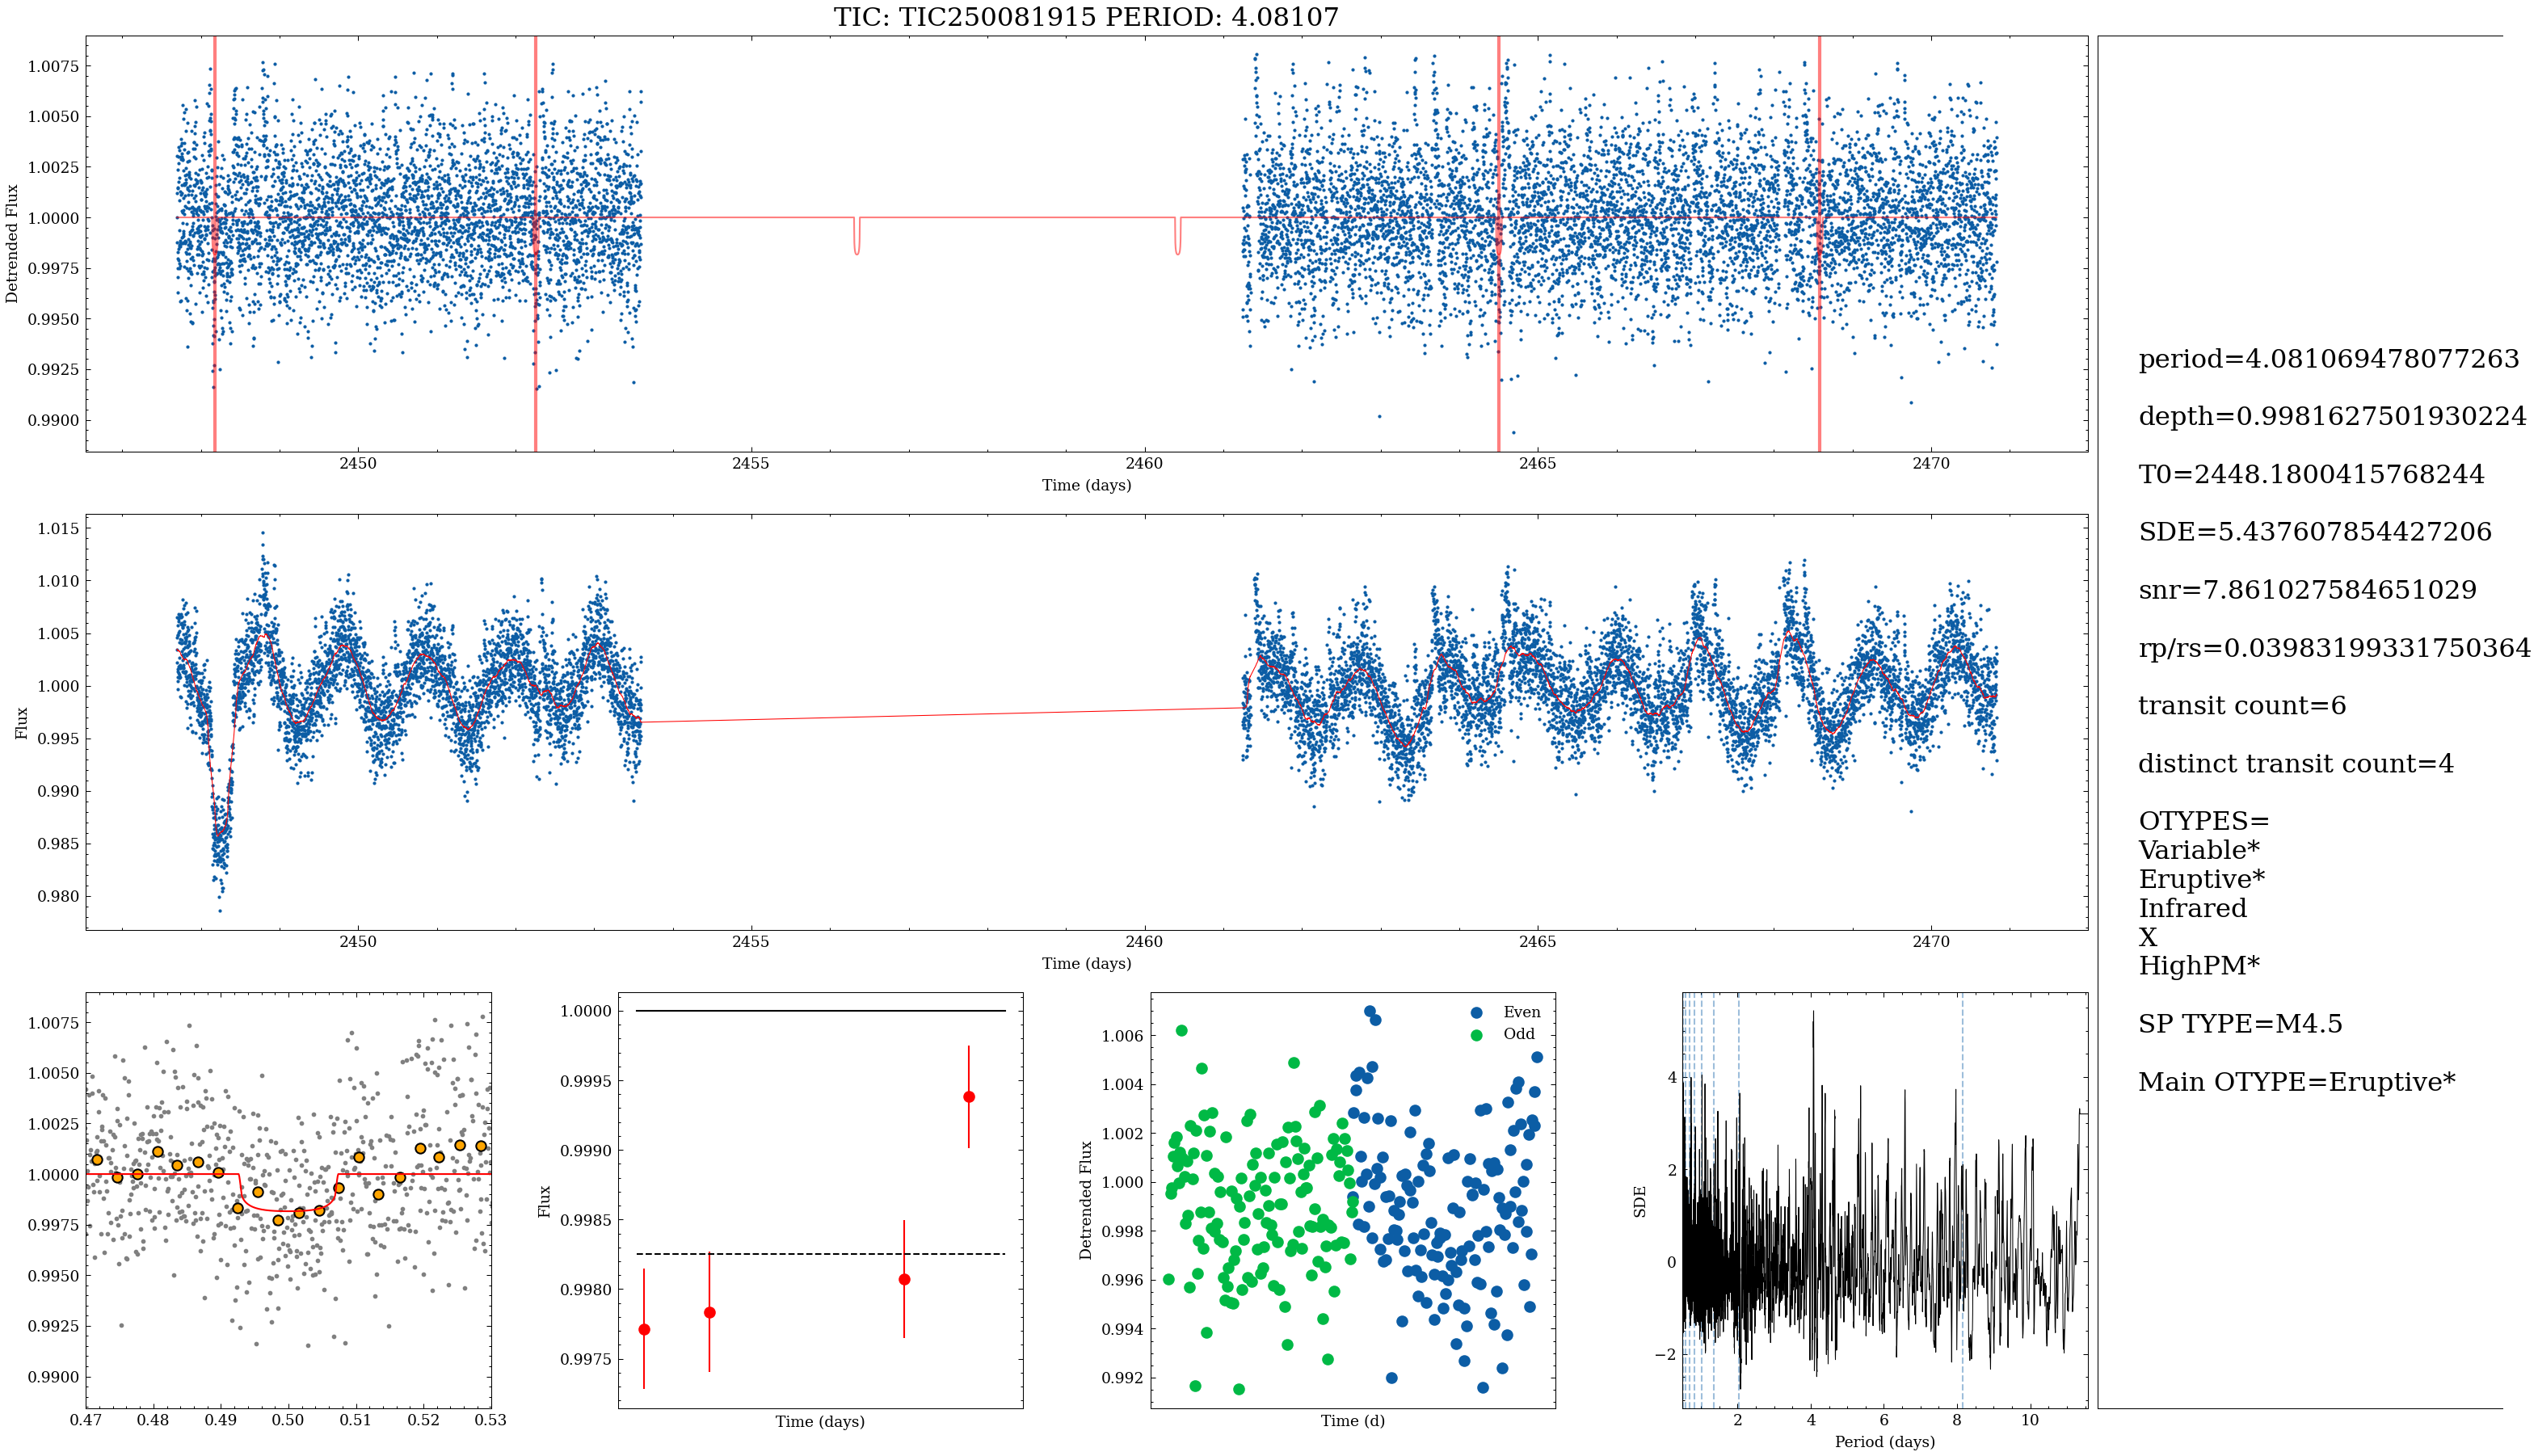 TIC: TIC250081915 PERIOD: 4.08107
1.0075
1.0050
1.0025
1.0000
0.9975
0.9950
0.9925
0.9900
Detrended Flux
2450
2455
2460
2465
2470
Time (days)
1.015
1.010
1.005
1.000
0.995
0.990
0.985
0.980
Flux
2450
2455
2460
2465
2470
Time (days)
1.0075
1.0050
1.0025
1.0000
0.9975
0.9950
0.9925
0.9900
0.47
0.48
0.49
0.50
0.51
0.52
0.53
1.0000
0.9995
0.9990
0.9985
0.9980
0.9975
Flux
Time (days)
1.006
1.004
1.002
1.000
0.998
0.996
0.994
0.992
Detrended Flux
Even
Odd
Time (d)
4
2
0
−2
SDE
2
4
6
8
10
Period (days)
period=4.081069478077263
depth=0.9981627501930224
T0=2448.1800415768244
SDE=5.437607854427206
snr=7.861027584651029
rp/rs=0.03983199331750364
transit count=6
distinct transit count=4
OTYPES=
Variable*
Eruptive*
Infrared
X
HighPM*
SP TYPE=M4.5
Main OTYPE=Eruptive*